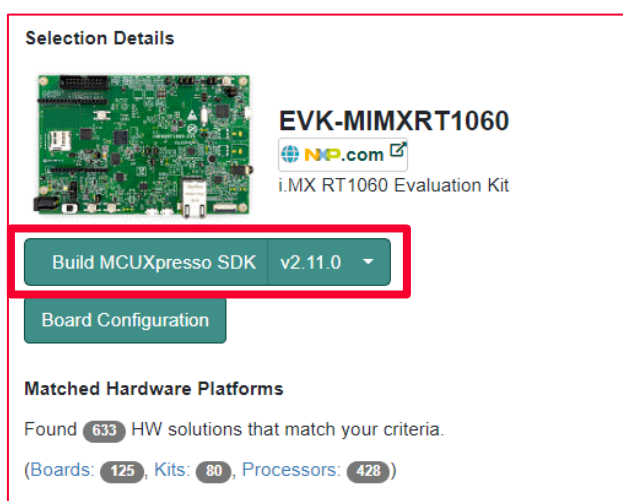 Selection Details
EVK-MIMXRT1060
NXP.com
i.MX RT1060 Evaluation Kit
Build MCUXpresso SDK v2.11.0
Board Configuration
Matched Hardware Platforms
Found 633 HW solutions that match your criteria.
(Boards: 125, Kits: 80, Processors: 428)